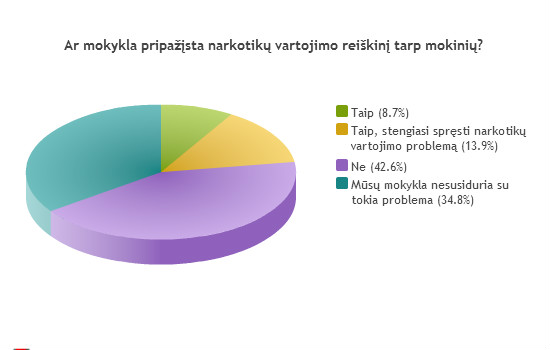 Ar mokykla pripažįsta narkotikų vartojimo reiškinį tarp mokinių?
Taip (8.7%)
Taip, stengiasi spręsti narkotikų
vartojimo problemą (13.9%)
Ne (42.6%)
Mūsų mokykla nesusiduria su
tokia problema (34.8%)